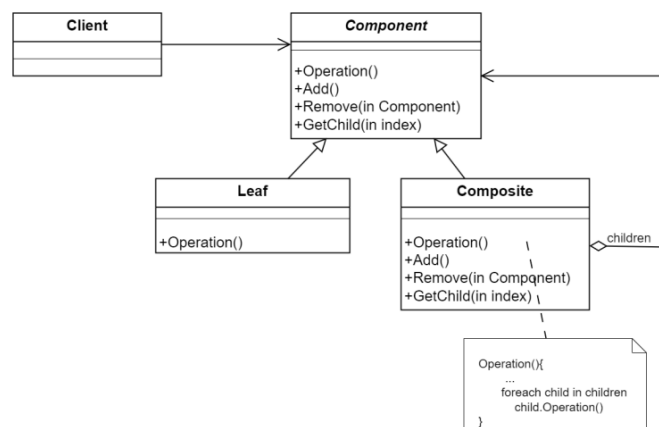 Client
Component
+Operation()
+Add()
+Remove(in Component)
+GetChild(in index)
Leaf
+Operation()
Composite
+Operation()
+Add()
+Remove(in Component)
+GetChild(in index)
children
Operation(){
...
foreach child in children
child.Operation()
}